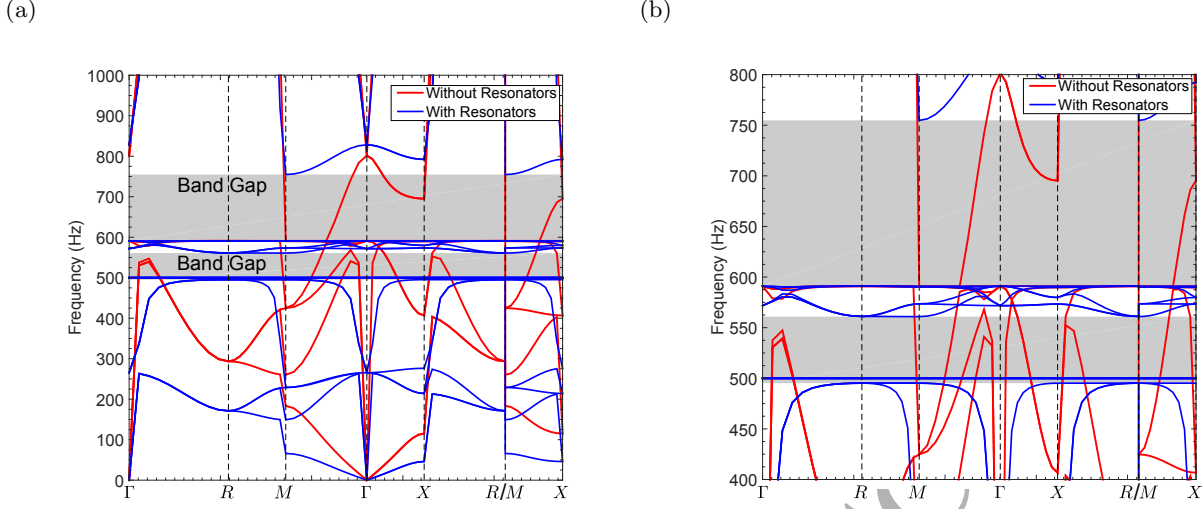 (a)
(b)
1000
900
800
700
600
500
400
300
200
100
0
Frequency (Hz)
Without Resonators
With Resonators
Band Gap
Band Gap
Γ R M Γ X R/M X
800
750
700
650
600
550
500
450
400
Frequency (Hz)
Without Resonators
With Resonators
Γ R M Γ X R/M X